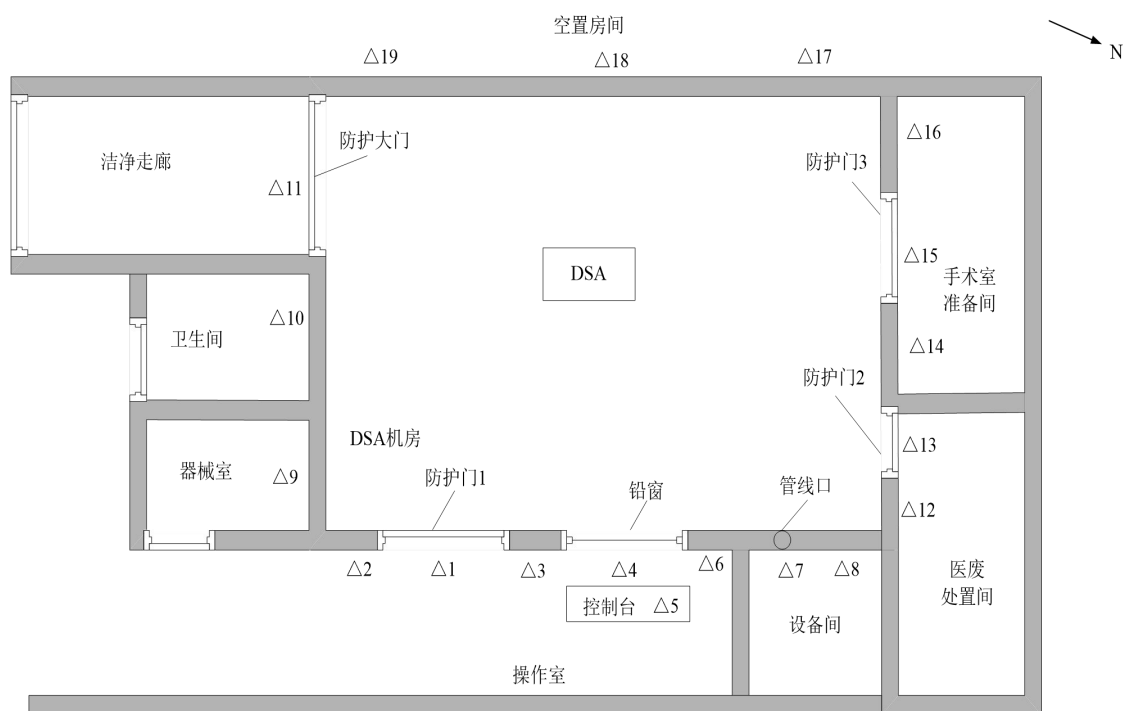 空置房间
△19
△18
△17
N
洁净走廊
防护大门
△11
防护门3
△16
△15
手术室
准备间
△14
DSA
卫生间
△10
防护门2
△13
△12
医废
处置间
DSA机房
器械室
△9
防护门1
铅窗
管线口
△2
△1
△3
△4
△6
△7
△8
控制台
△5
设备间
操作室